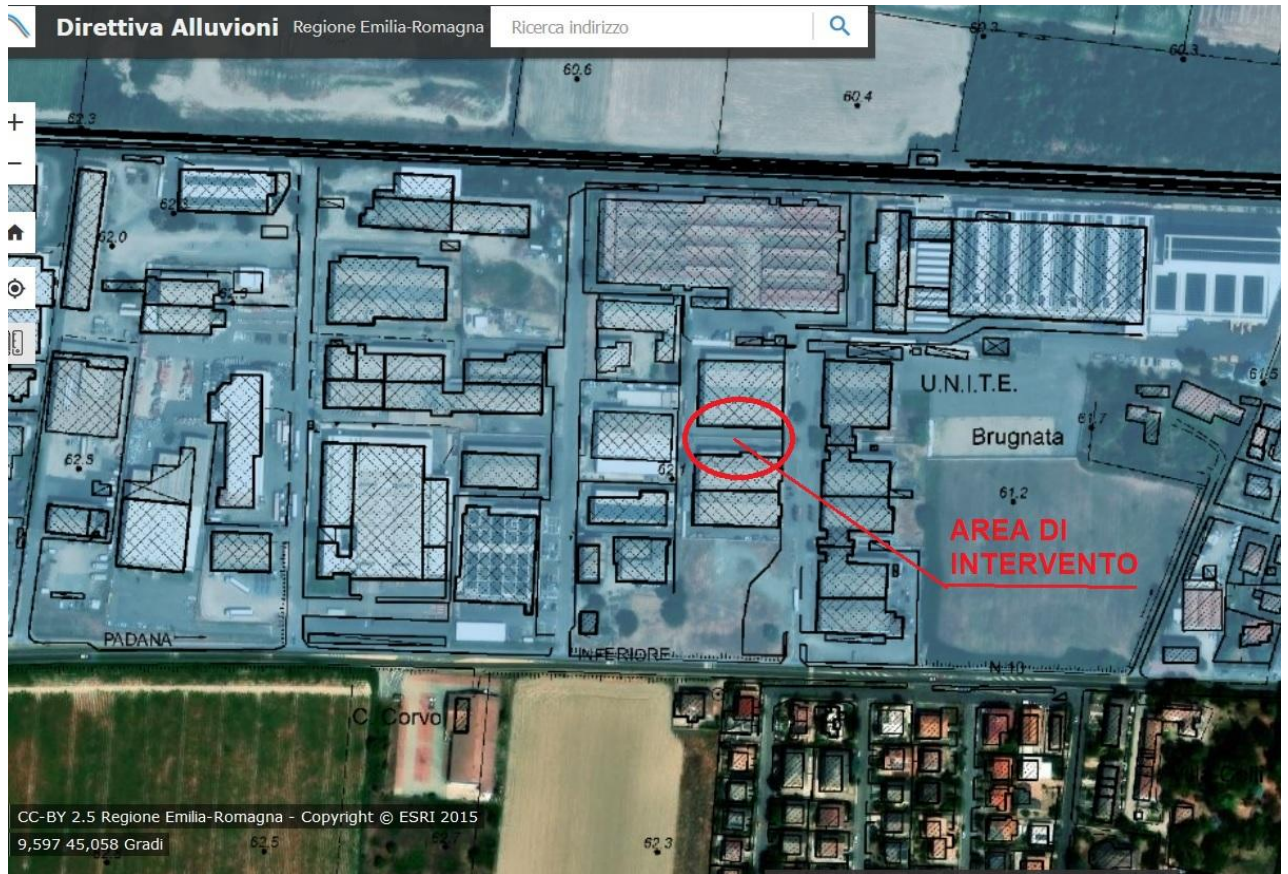 Direttiva Alluvioni Regione Emilia-Romagna Ricerca indirizzo
60.3
60.6
60.4
62.3
62.0
U.N.I.T.E.
61.5
61.7
Brugnata
62.5
62.1
61.2
AREA DI
INTERVENTO
PADANA
INFERIORE
N 10
C. Corvo
CC-BY 2.5 Regione Emilia-Romagna - Copyright © ESRI 2015
9,597 45,058 Gradi
62.5
62.3